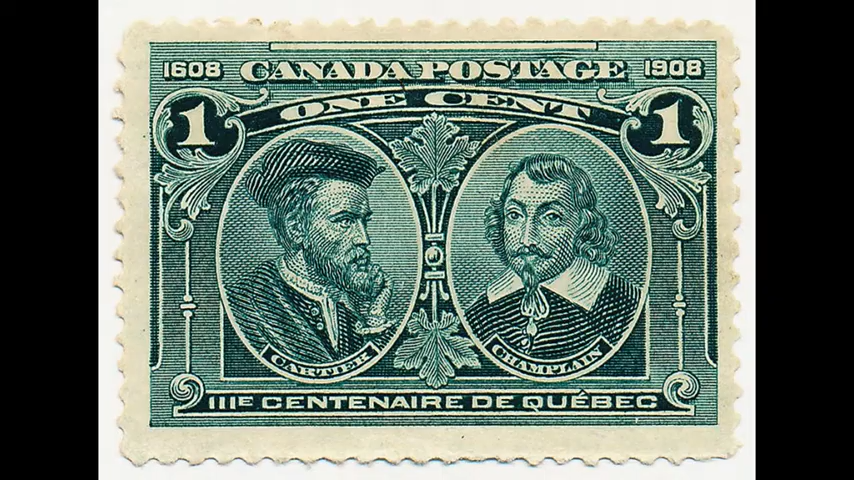 1608 CANADA POSTAGE 1908
ONE CENT
1 1
CARTIER CHAMPLAIN
IIIE CENTENAIRE DE QUÉBEC